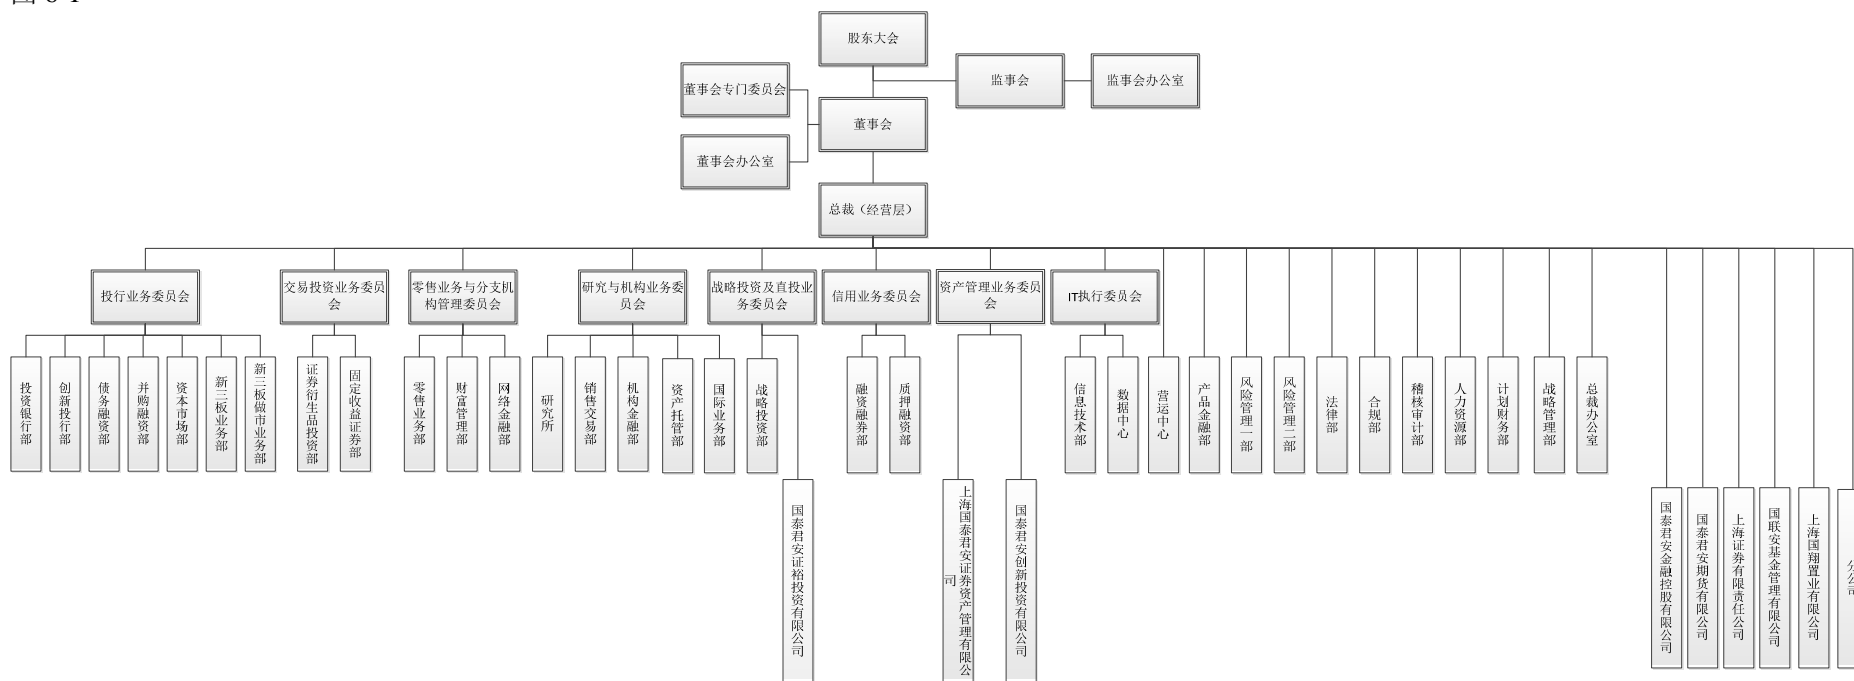 股东大会
监事会
监事会办公室
董事会专门委员会
董事会
董事会办公室
总裁（经营层）
投行业务委员会
交易投资业务委员
会
零售业务与分支机
构管理委员会
研究与机构业务委
员会
战略投资及直投业
务委员会
信用业务委员会
资产管理业务委员
会
IT执行委员会
投资银行部
创新投行部
债务融资部
并购融资部
资本市场部
新三板业务部
新三板做市业务部
证券衍生品投资部
固定收益证券部
零售业务部
财富管理部
网络金融部
研究所
销售交易部
机构金融部
资产托管部
国际业务部
战略投资部
融资融券部
质押融资部
信息技术部
数据中心
营运中心
产品金融部
风险管理一部
风险管理二部
法律部
合规部
稽核审计部
人力资源部
计划财务部
战略管理部
总裁办公室
国泰君安证裕投资有限公司
上海国泰君安证券资产管理有限公
司
国泰君安创新投资有限公司
国泰君安金融控股有限公司
国泰君安期货有限公司
上海证券有限责任公司
国联安基金管理有限公司
上海国翔置业有限公司
分公司